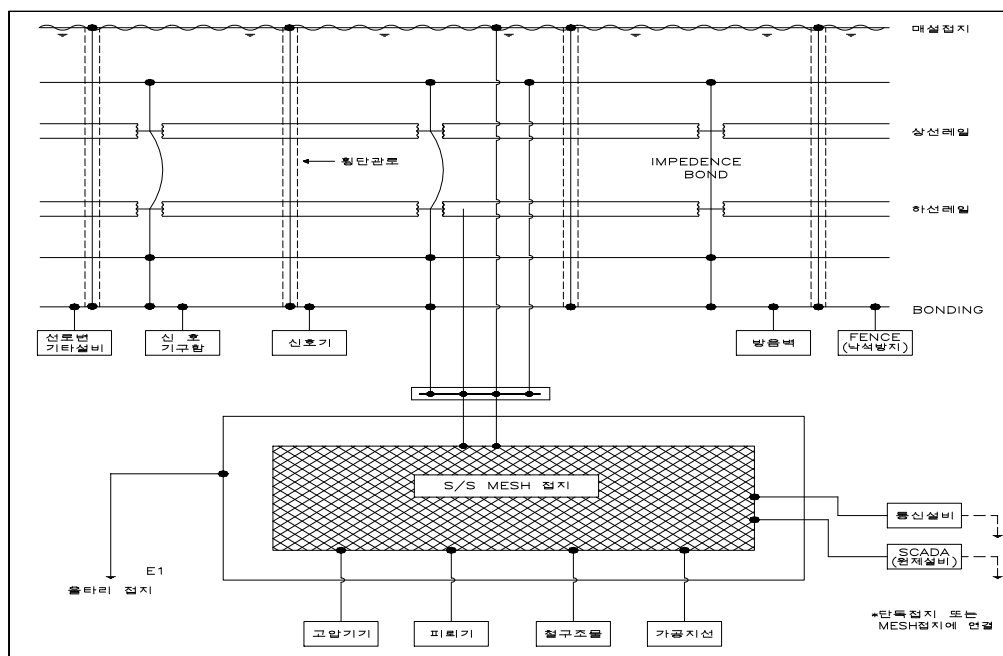 매설접지
상선레일
횡단관로
IMPEDENCE
BOND
하선레일
BONDING
선로변
기타설비
신 호
기구함
신호기
방음벽
FENCE
(낙석방지)
S/S MESH 접지
통신설비
SCADA
(원제설비)
E1
울타리 접지
고압기기
피뢰기
철구조물
가공지선
*단독접지 또는
MESH접지에 연결